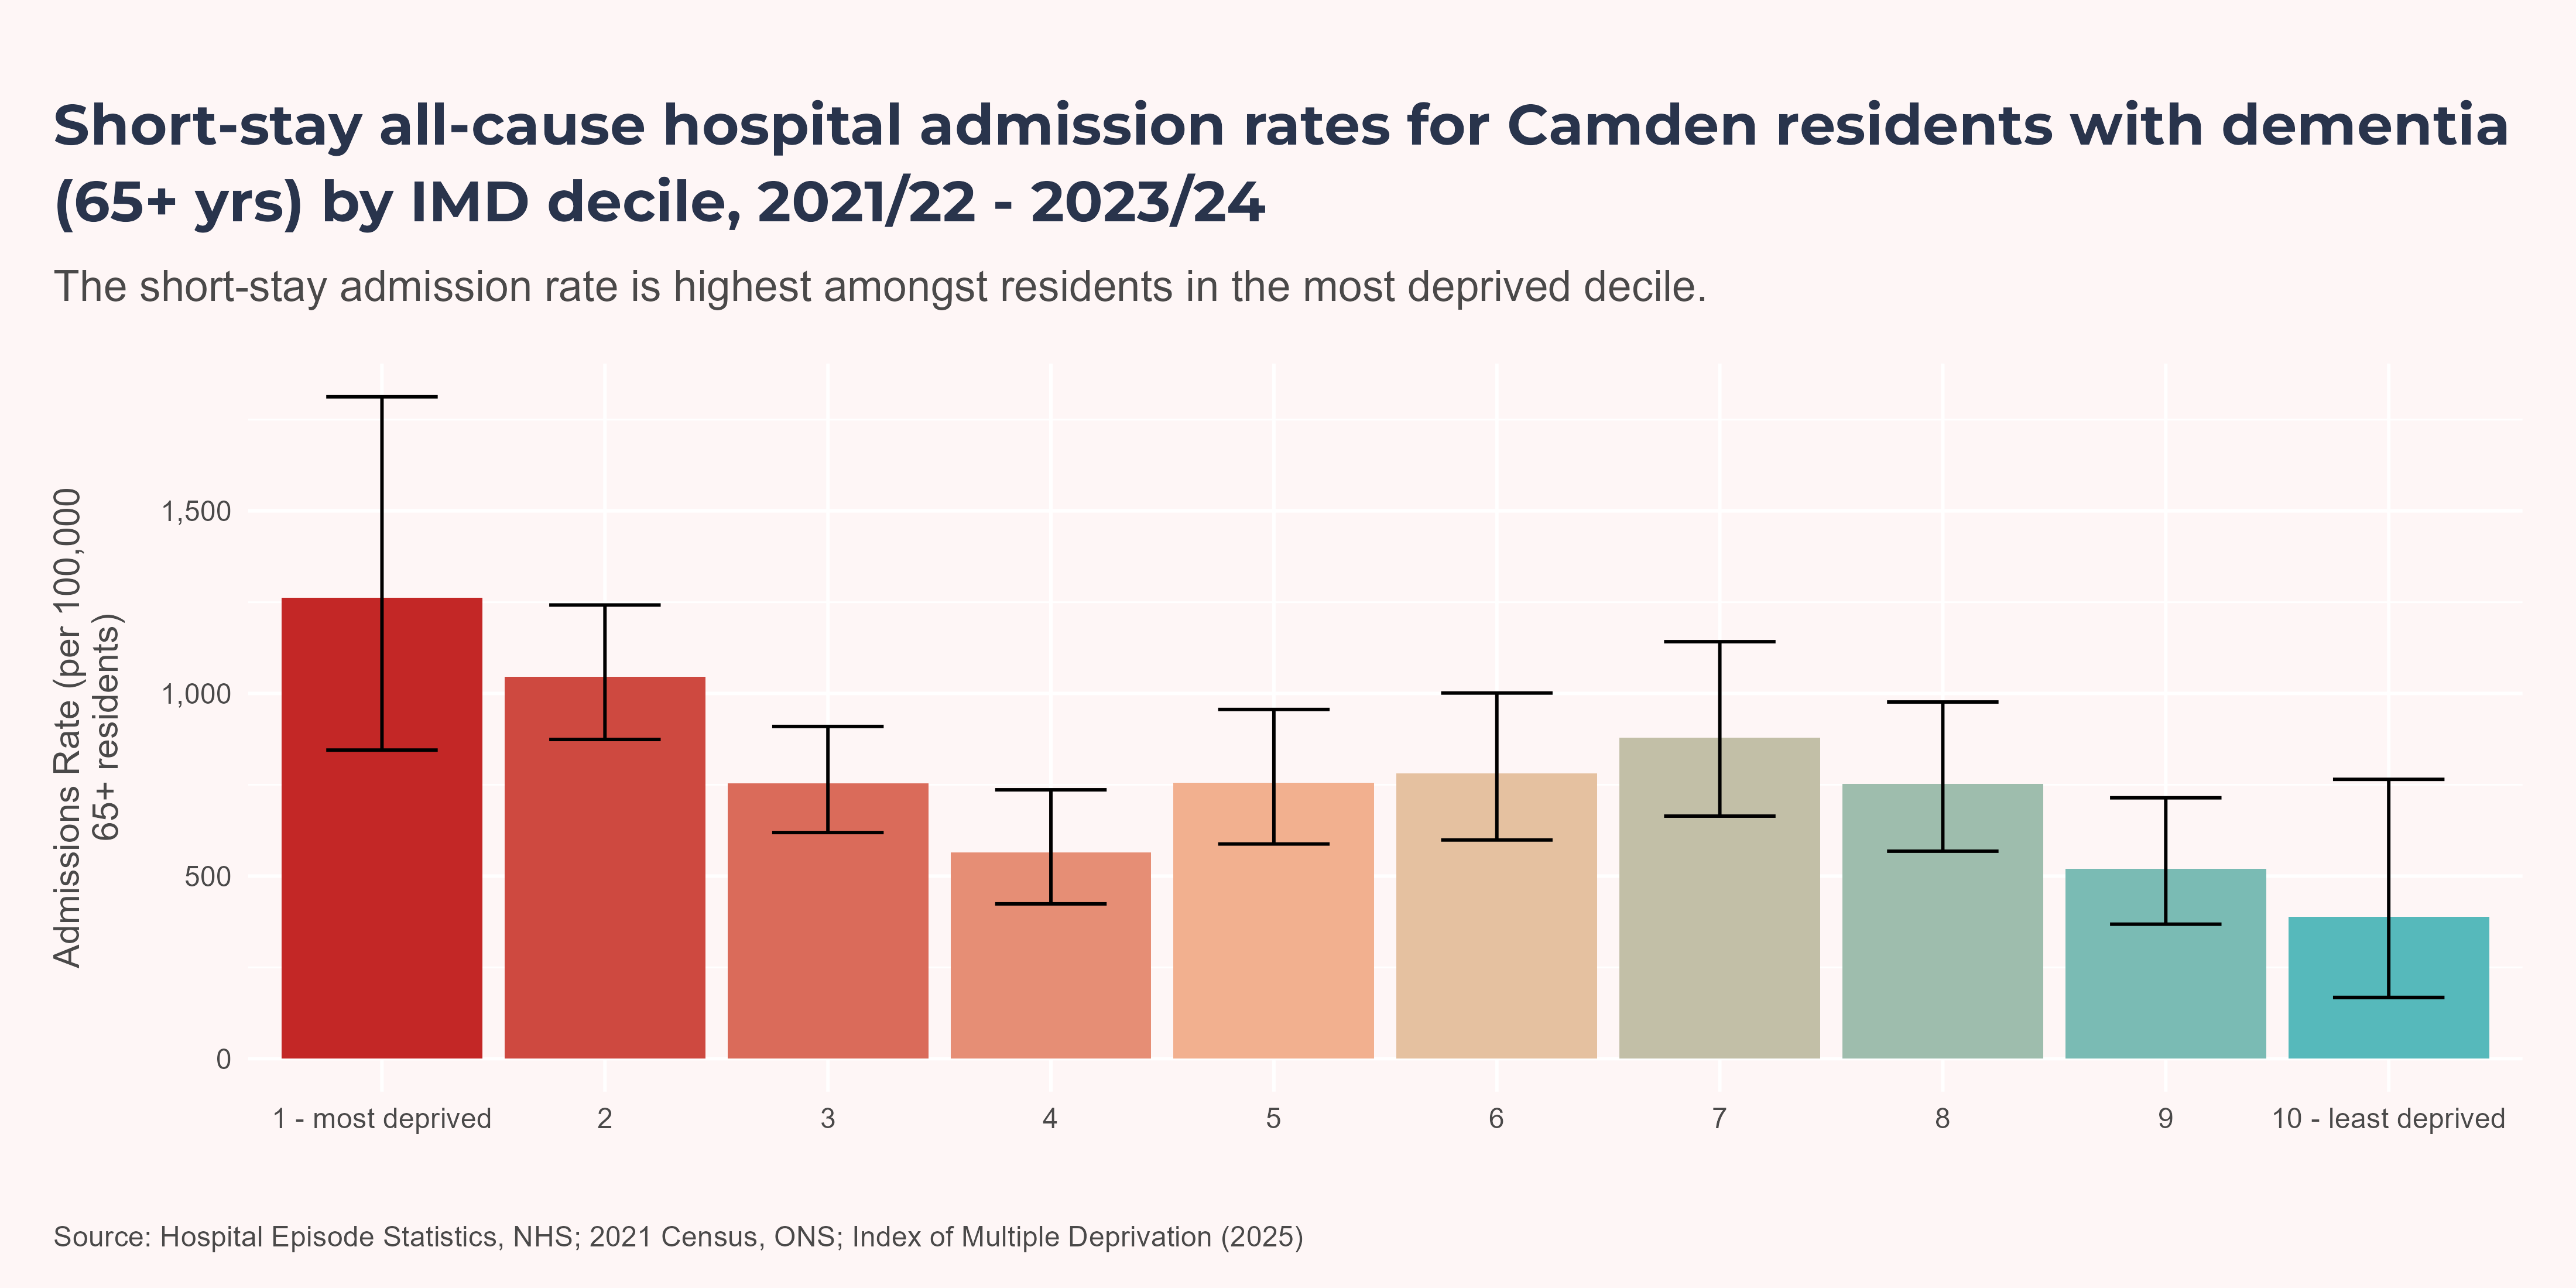 Short-stay all-cause hospital admission rates for Camden residents with dementia
(65+ yrs) by IMD decile, 2021/22 - 2023/24
The short-stay admission rate is highest amongst residents in the most deprived decile.
Admissions Rate (per 100,000
65+ residents)
1,500
1,000
500
0
1 - most deprived
2
3
4
5
6
7
8
9
10 - least deprived
Source: Hospital Episode Statistics, NHS; 2021 Census, ONS; Index of Multiple Deprivation (2025)